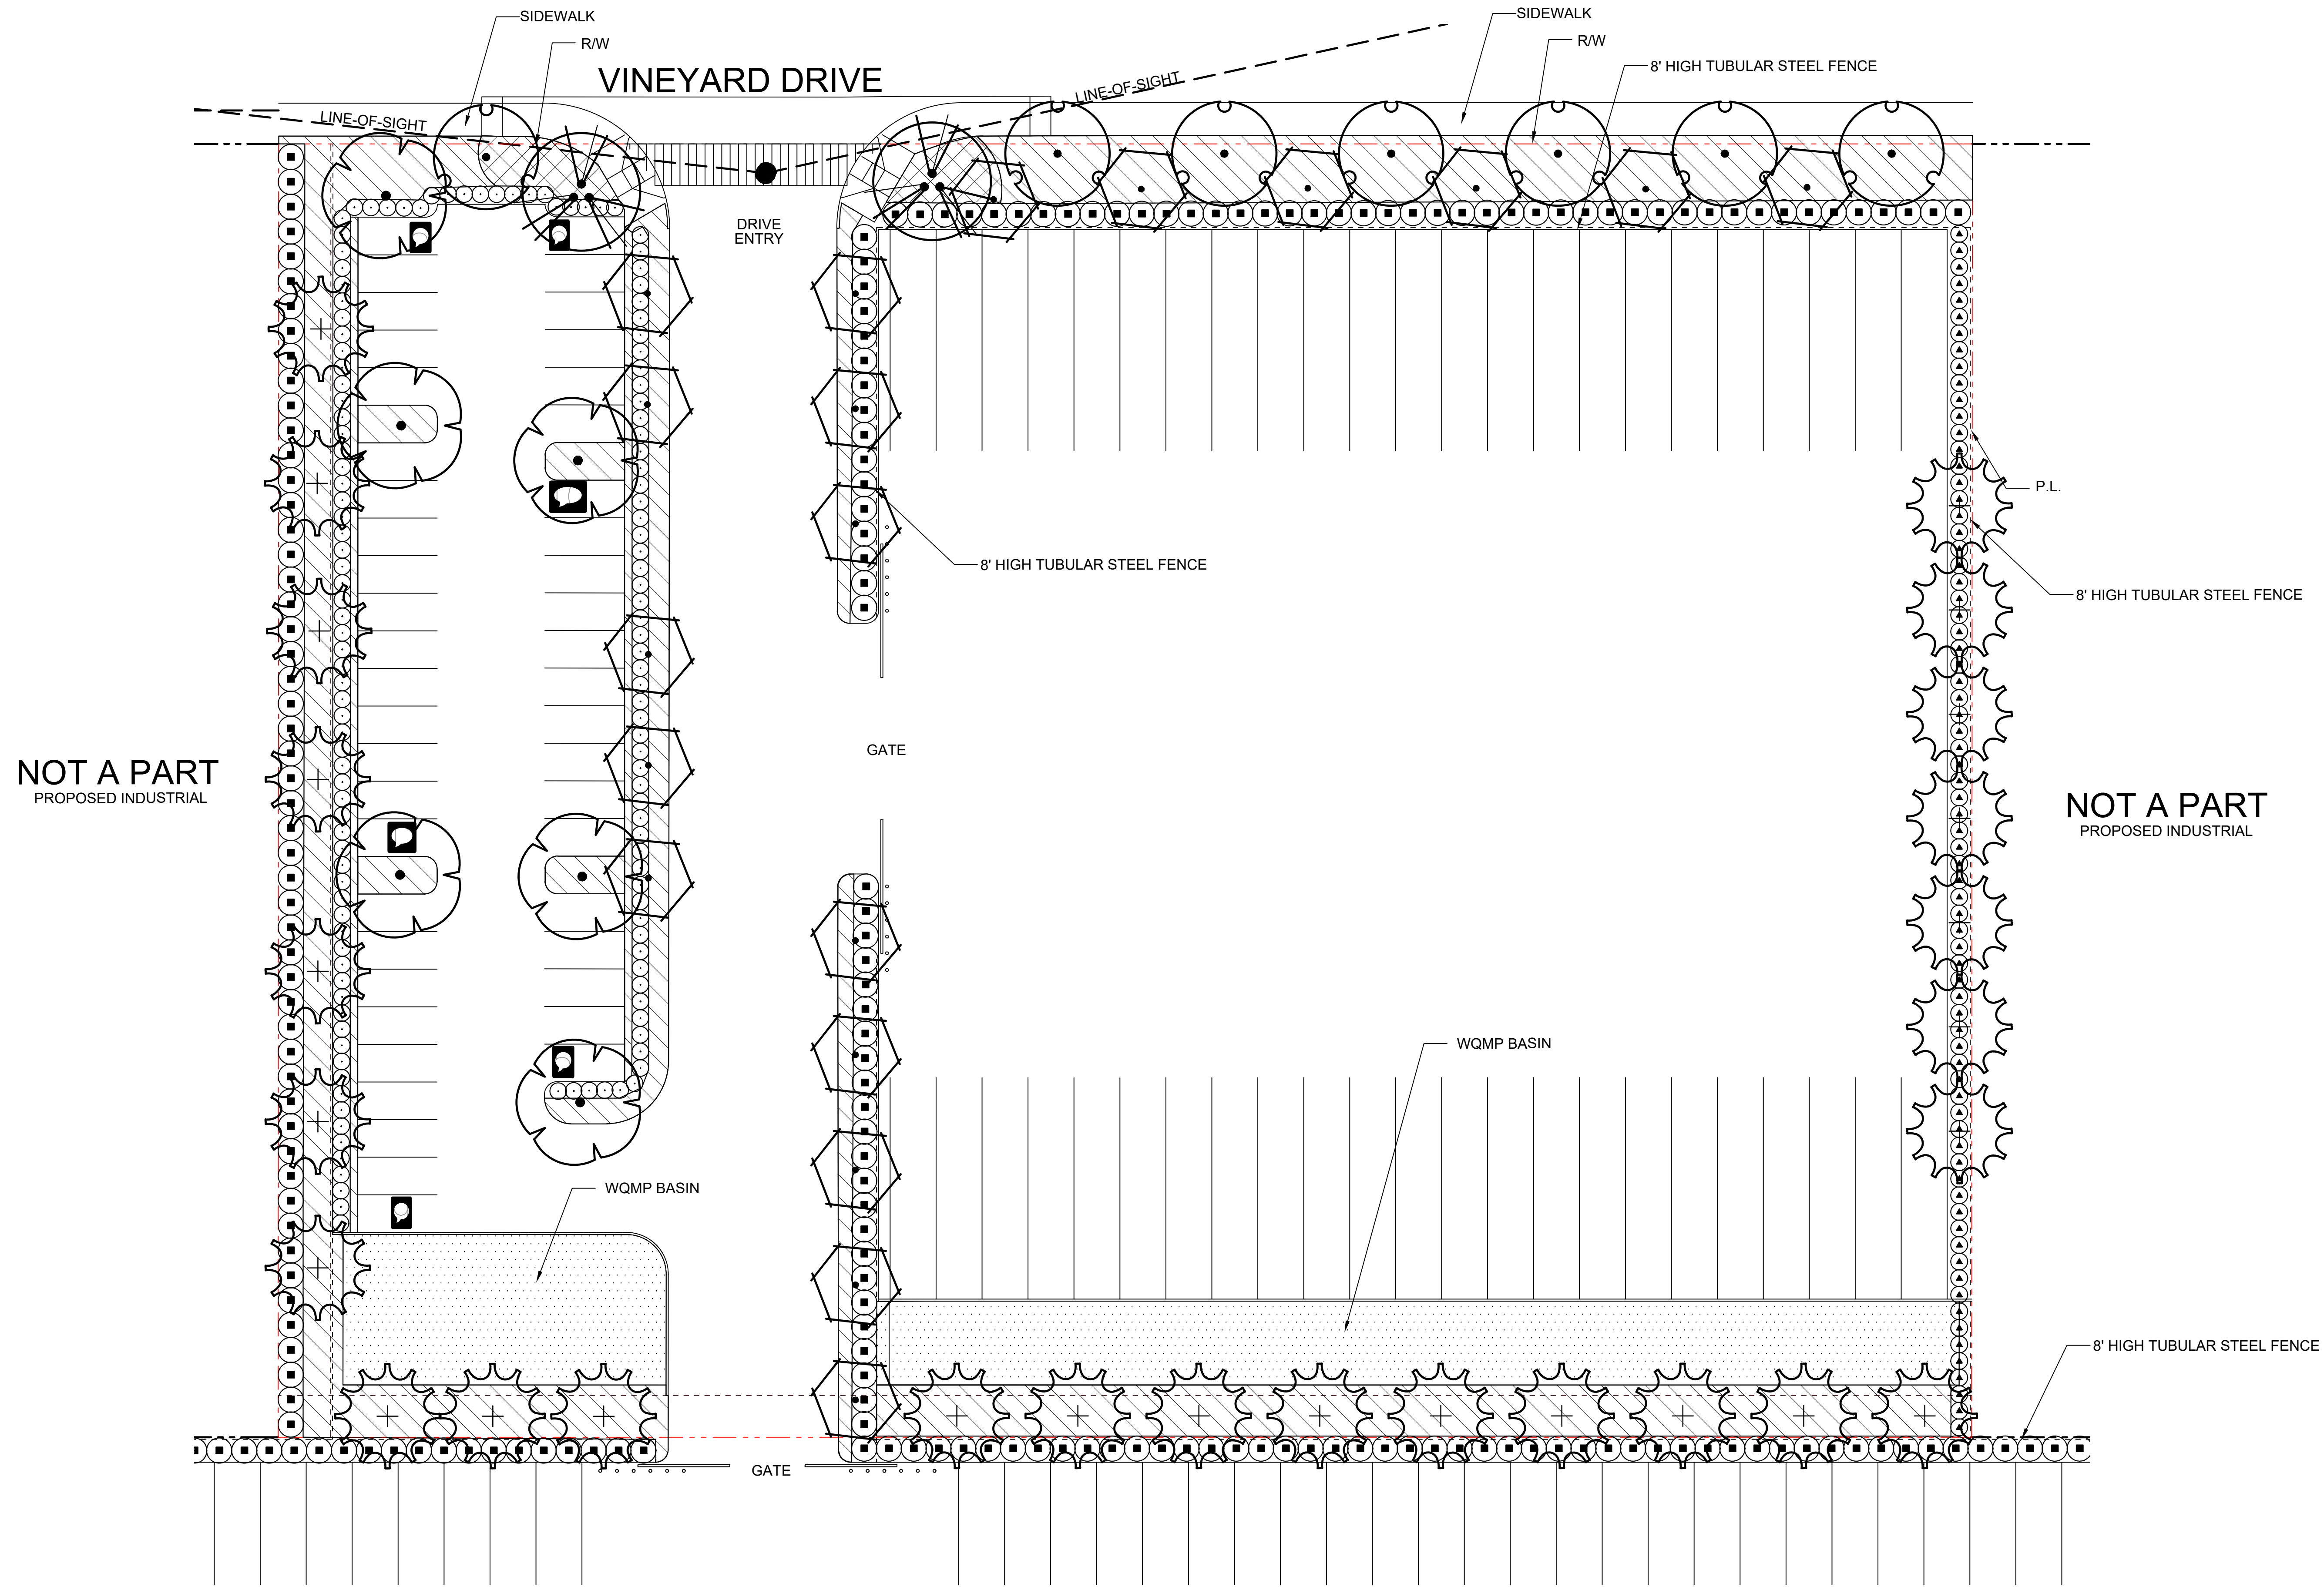 SIDEWALK
R/W
VINEYARD DRIVE
SIDEWALK
R/W
8' HIGH TUBULAR STEEL FENCE
LINE-OF-SIGHT
LINE-OF-SIGHT
DRIVE
ENTRY
P.L.
8' HIGH TUBULAR STEEL FENCE
8' HIGH TUBULAR STEEL FENCE
GATE
NOT A PART
PROPOSED INDUSTRIAL
NOT A PART
PROPOSED INDUSTRIAL
WQMP BASIN
WQMP BASIN
8' HIGH TUBULAR STEEL FENCE
GATE